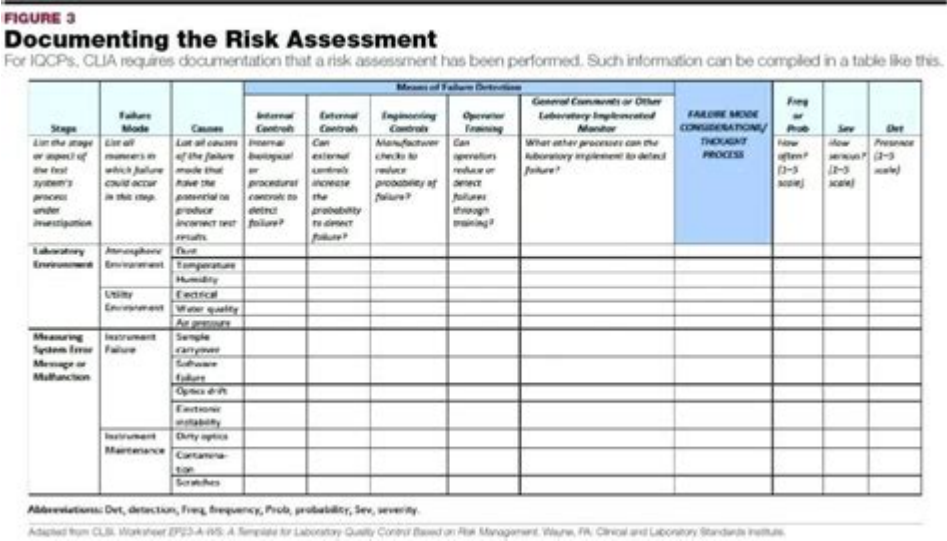 FIGURE 3
Documenting the Risk Assessment
For IQCPs, CLIA requires documentation that a risk assessment has been performed. Such information can be compiled in a table like this.
Means of Failure Detection
Steps
Failure Mode
Causes
Internal Controls
External Controls
Engineering Controls
Operator Training
General Comments or Other Laboratory-Implemented Monitor
FAILURE MODE CONSIDERATIONS/ THOUGHT PROCESS
Freq or Prob
Sev
Det
List the stage or aspect of the test system's process under investigation
List all manners in which failure could occur in this step.
List all causes of the failure mode that have the potential to produce incorrect test results.
Internal biological or procedural controls to detect failure?
Can external controls increase the probability to detect failure?
Manufacturer checks to reduce probability of failure?
Can operators reduce or detect failures through training?
What other processes can the laboratory implement to detect failure?
How often? (1–5 scale)
How serious? (1–5 scale)
Presence (1–5 scale)
Laboratory Environment
Atmosphere Environment
Dust
Temperature
Humidity
Utility Environment
Electrical
Water quality
Air pressure
Measuring System Error Message or Malfunction
Instrument Failure
Sample carryover
Software failure
Optics drift
Electronic instability
Instrument Maintenance
Dirty optics
Contamina-tion
Scratches
Abbreviations: Det, detection, Freq, frequency, Prob, probability; Sev, severity.
Adapted from CLSI. Worksheet EP23-A-WS: A Template for Laboratory Quality Control Based on Risk Management. Wayne, PA: Clinical and Laboratory Standards Institute.